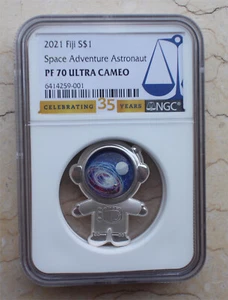 2021 Fiji S$1
Space Adventure Astronaut
PF 70 ULTRA CAMEO
6414259-001
CELEBRATING 35 YEARS NGC